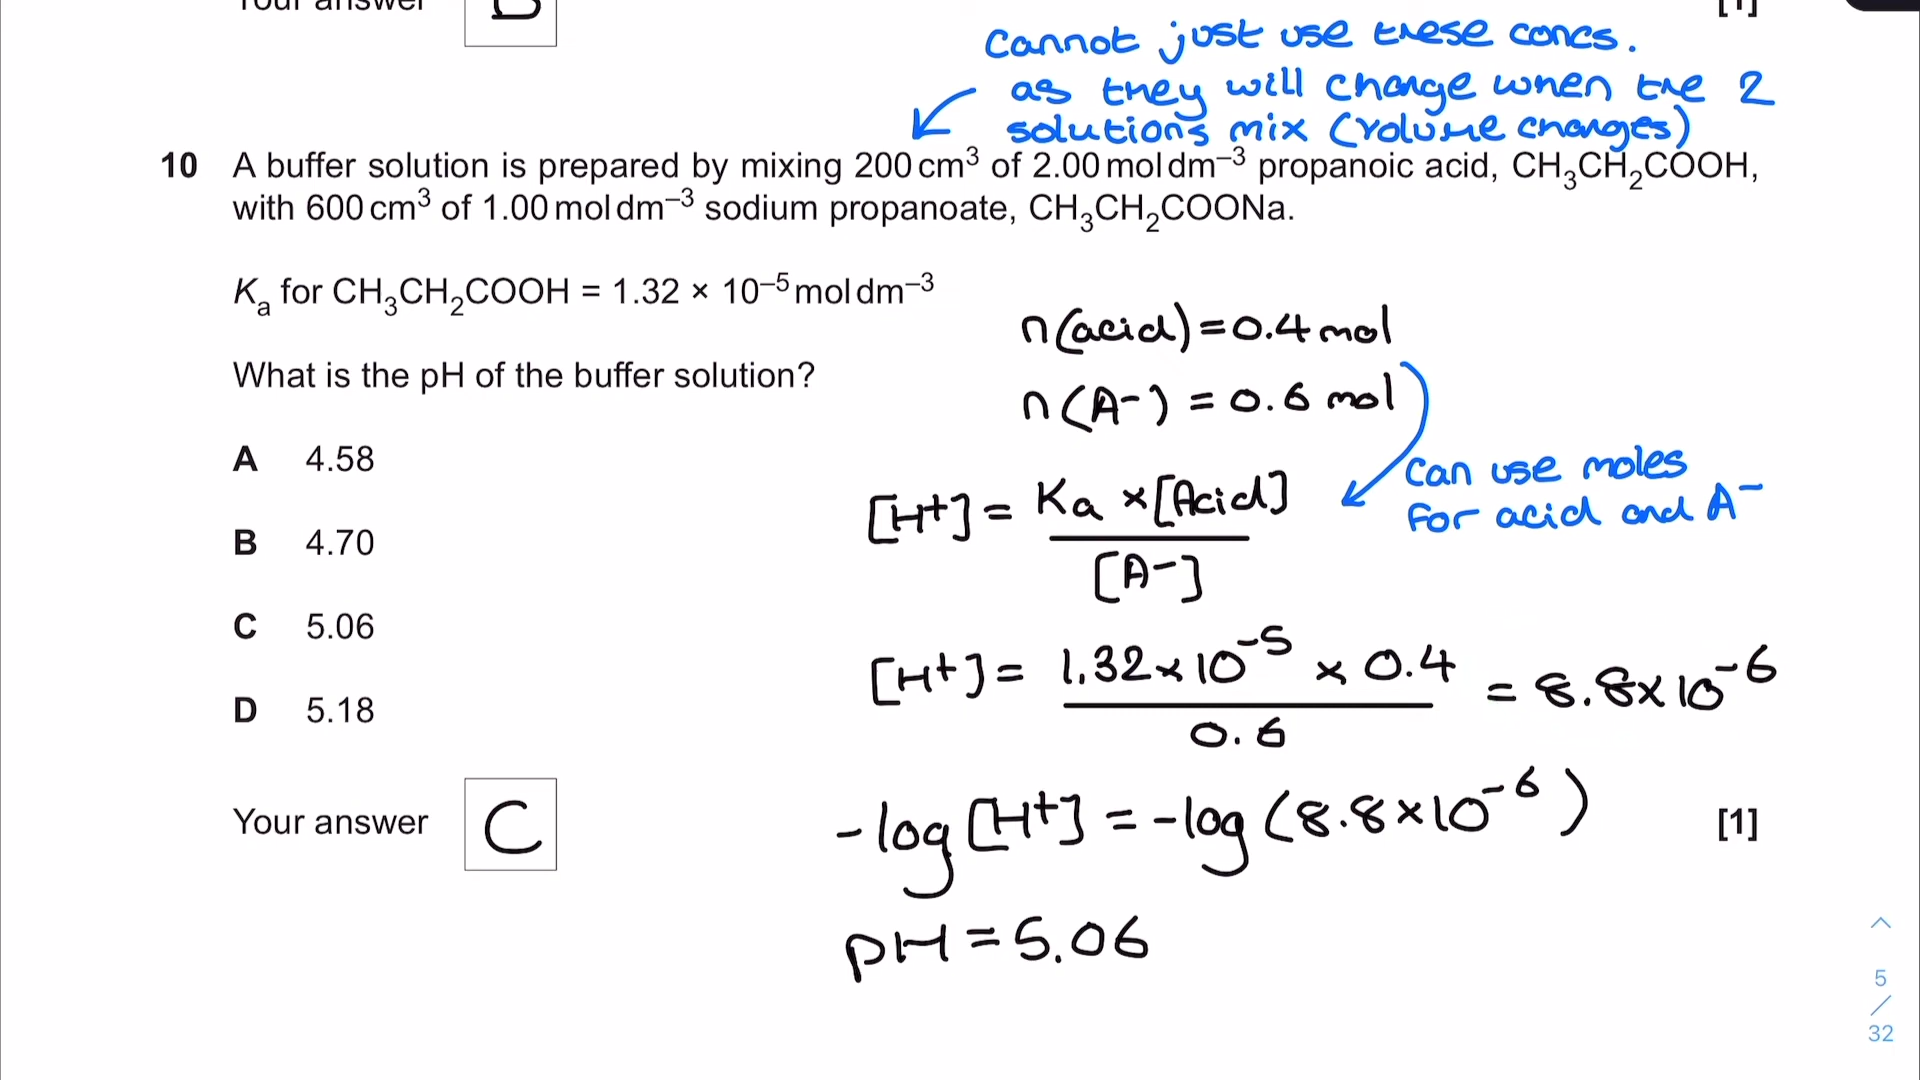 Your answer B [1]
cannot just use these concs.
as they will change when the 2
solutions mix (volume changes)
10 A buffer solution is prepared by mixing 200 cm³ of 2.00 mol dm⁻³ propanoic acid, CH₃CH₂COOH,
with 600 cm³ of 1.00 mol dm⁻³ sodium propanoate, CH₃CH₂COONa.
Kₐ for CH₃CH₂COOH = 1.32 × 10⁻⁵ mol dm⁻³
What is the pH of the buffer solution?
A 4.58
B 4.70
C 5.06
D 5.18
Your answer C [1]
n(acid) = 0.4 mol
n(A-) = 0.6 mol
can use moles
for acid and A⁻
[H⁺] = Ka × [Acid]
[A⁻]
[H⁺] = 1.32 × 10⁻⁵ × 0.4 = 8.8 × 10⁻⁶
0.6
-log [H⁺] = -log (8.8 × 10⁻⁶)
pH = 5.06
5
/
32